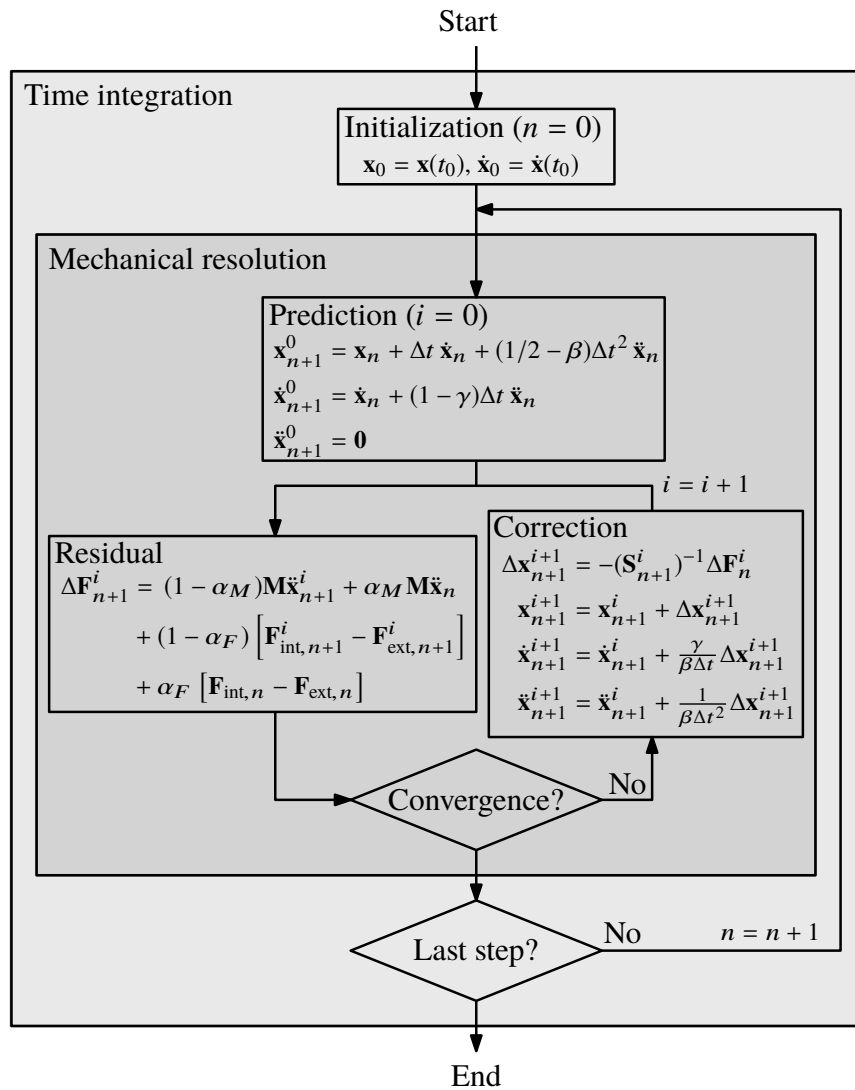 Start
Time integration
Initialization (n = 0)
𝐱₀ = 𝐱(t₀), 𝐱̇₀ = 𝐱̇(t₀)
Mechanical resolution
Prediction (i = 0)
𝐱⁰ₙ₊₁ = 𝐱ₙ + Δt 𝐱̇ₙ + (1/2 − β)Δt² 𝐱̈ₙ
𝐱̇⁰ₙ₊₁ = 𝐱̇ₙ + (1 − γ)Δt 𝐱̈ₙ
𝐱̈⁰ₙ₊₁ = 𝟎
i = i + 1
Residual
Δ𝐅ⁱₙ₊₁ = (1 − α_M)𝐌𝐱̈ⁱₙ₊₁ + α_M 𝐌𝐱̈ₙ
+ (1 − α_F) [𝐅ⁱ_int,n+1 − 𝐅ⁱ_ext,n+1]
+ α_F [𝐅_int,n − 𝐅_ext,n]
Correction
Δ𝐱ⁱ⁺¹ₙ₊₁ = −(𝐒ⁱₙ₊₁)⁻¹Δ𝐅ⁱₙ
𝐱ⁱ⁺¹ₙ₊₁ = 𝐱ⁱₙ₊₁ + Δ𝐱ⁱ⁺¹ₙ₊₁
𝐱̇ⁱ⁺¹ₙ₊₁ = 𝐱̇ⁱₙ₊₁ + γ/(βΔt) Δ𝐱ⁱ⁺¹ₙ₊₁
𝐱̈ⁱ⁺¹ₙ₊₁ = 𝐱̈ⁱₙ₊₁ + 1/(βΔt²) Δ𝐱ⁱ⁺¹ₙ₊₁
Convergence?
No
Last step?
No
n = n + 1
End